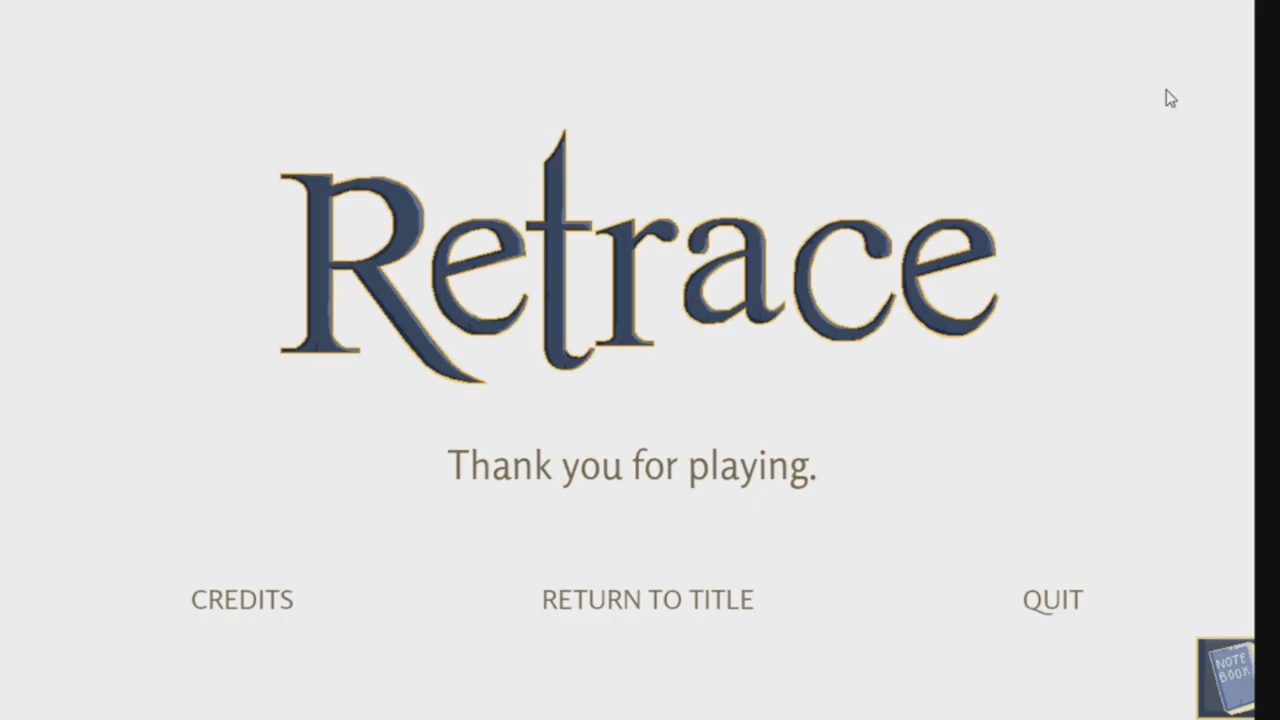 Retrace
Thank you for playing.
CREDITS
RETURN TO TITLE
QUIT
NOTE
BOOK